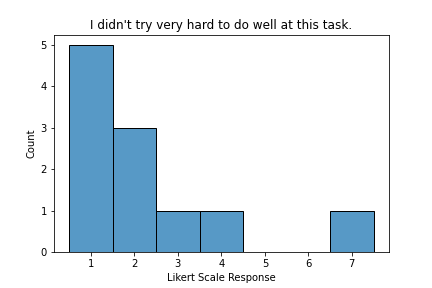 I didn't try very hard to do well at this task.
5
4
3
2
1
0
Count
1 2 3 4 5 6 7
Likert Scale Response